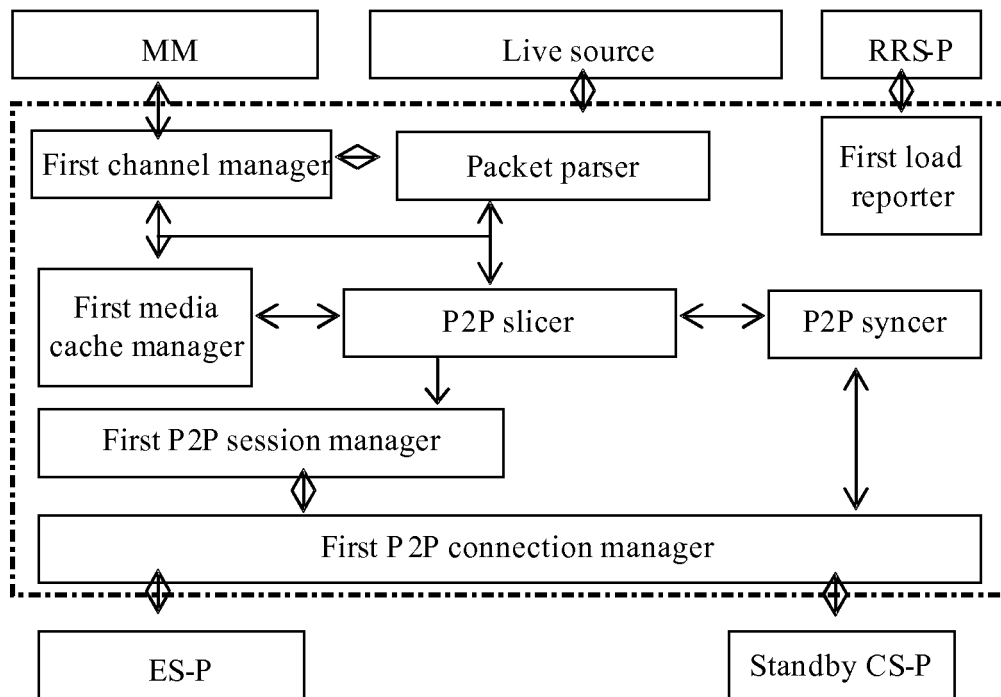 MM
Live source
RRS-P
First channel manager
Packet parser
First load
reporter
First media
cache manager
P2P slicer
P2P syncer
First P2P session manager
First P2P connection manager
ES-P
Standby CS-P